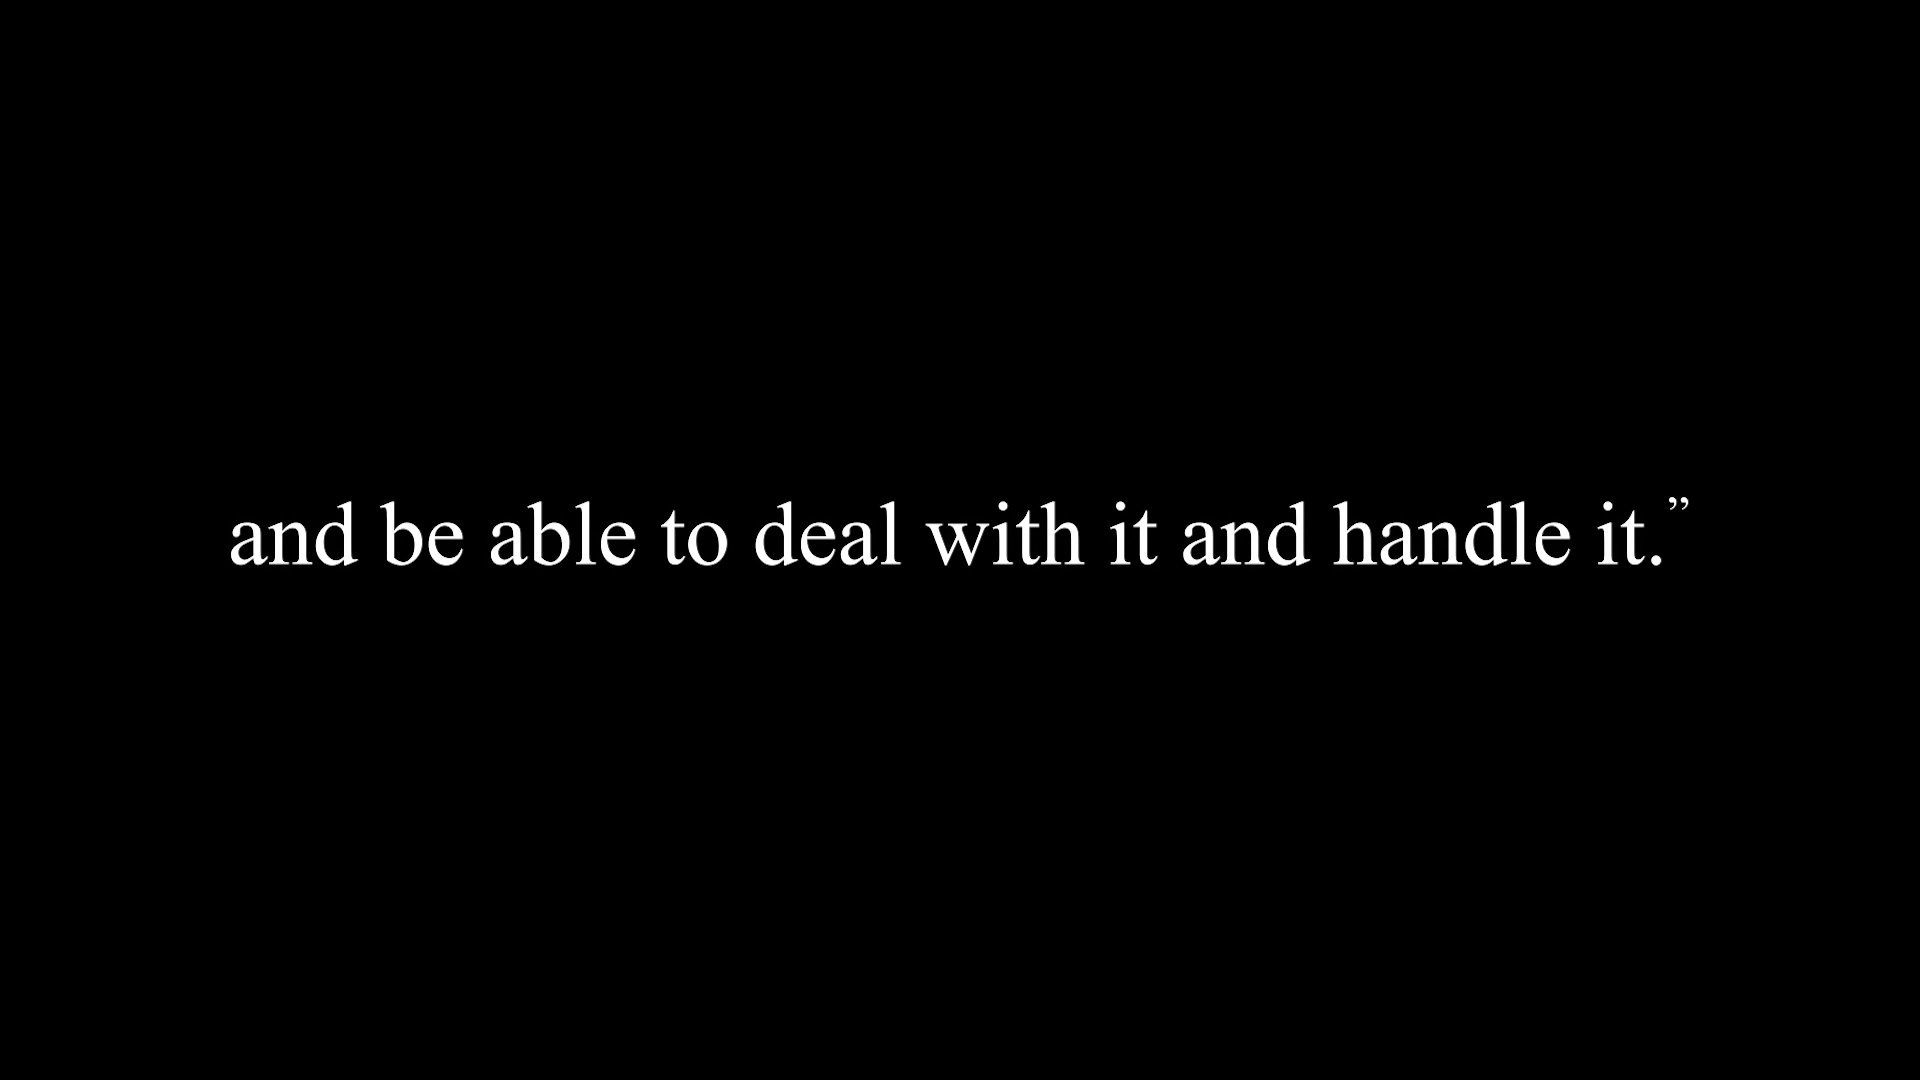 and be able to deal with it and handle it.”